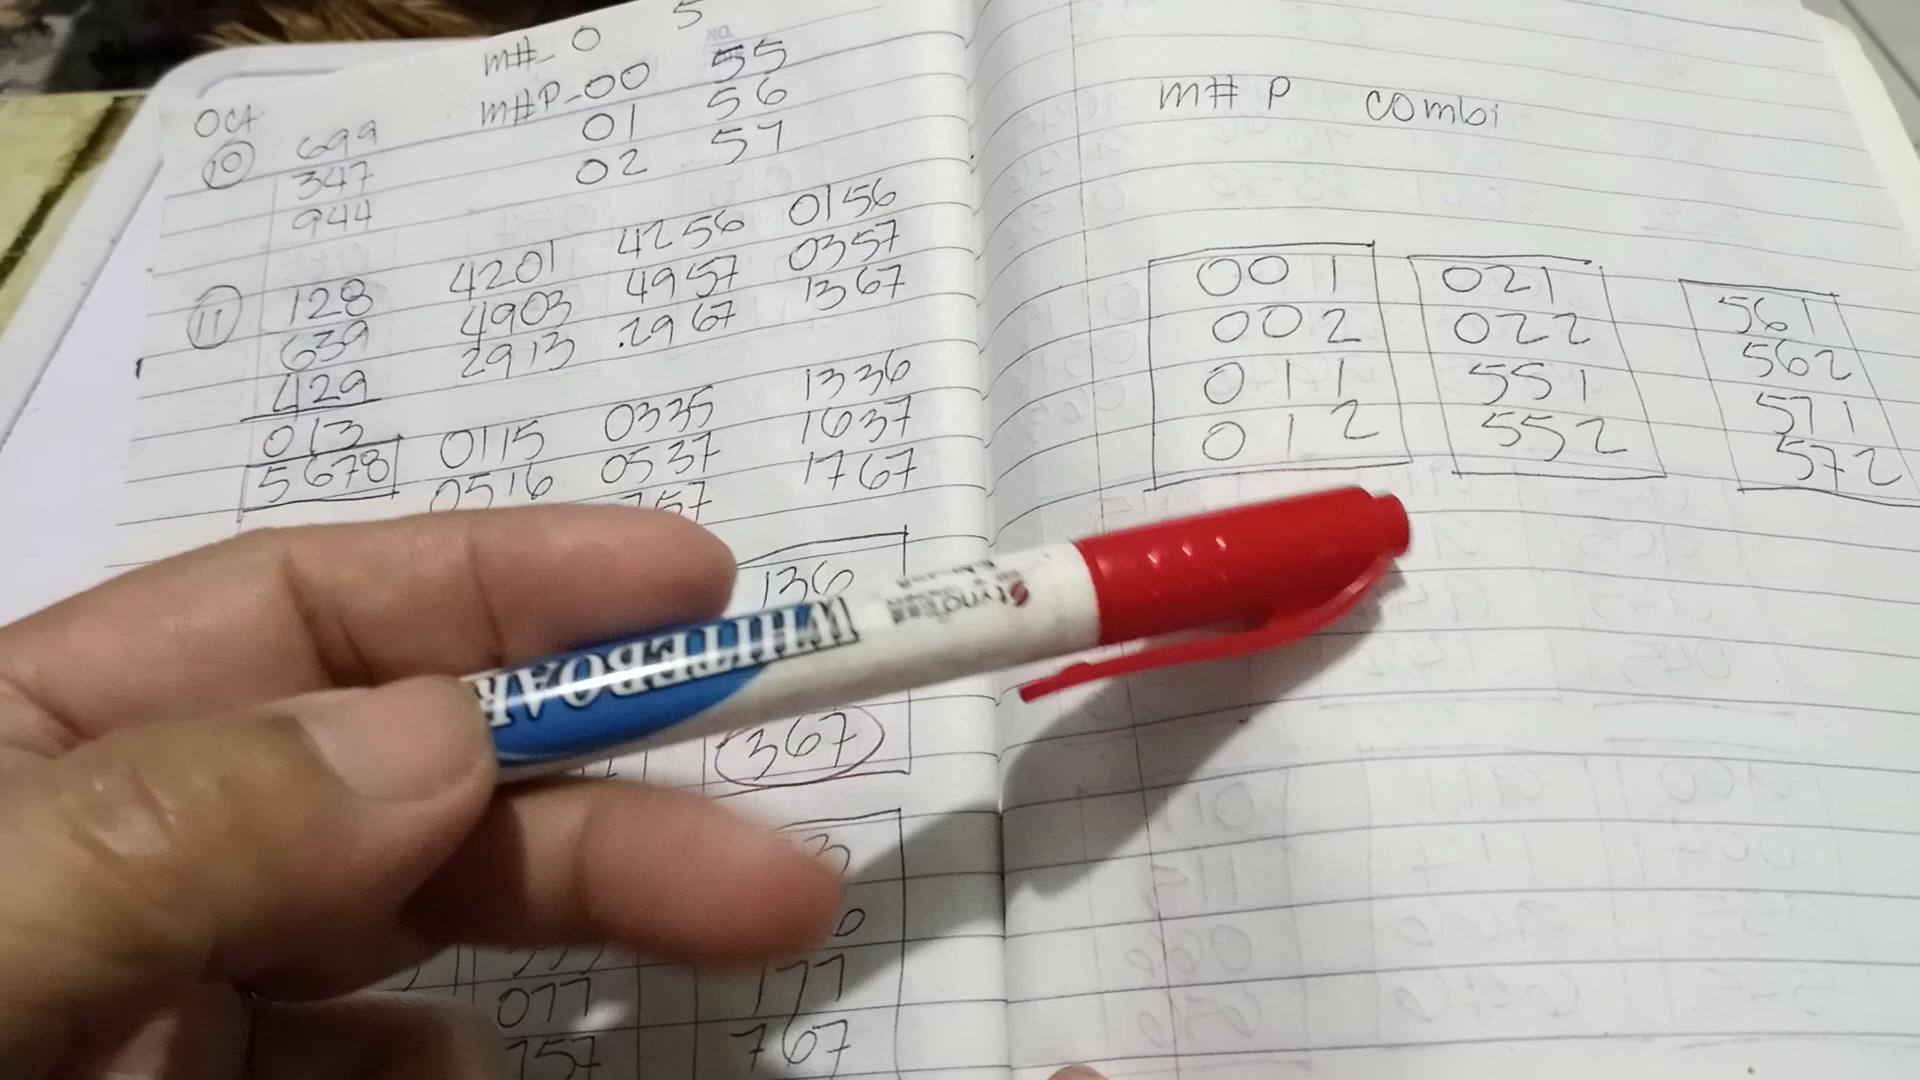 m#- 0 5
NO.
Oct m#P-00 55
10 699 01 56
347 02 57
944
4201 4256 0156
11 128 4903 4957 0357
639 2913 2967 1367
429
013 0115 0335 1336
5678 0516 0537 1637
757 1767
136
WHITEBOAR
367
077 177
757 767
m# P combi
001 021 561
002 022 562
011 551 571
012 552 572